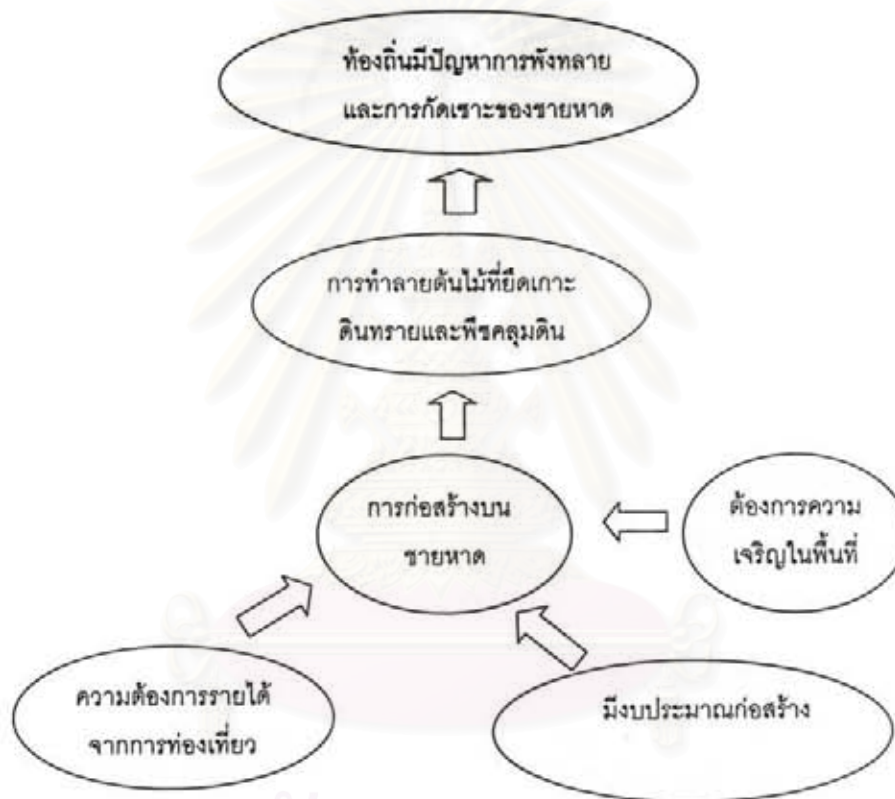 ท้องถิ่นมีปัญหาการพังทลาย
และการกัดเซาะของชายหาด
การทำลายต้นไม้ที่ยึดเกาะ
ดินทรายและพืชคลุมดิน
การก่อสร้างบน
ชายหาด
ต้องการความ
เจริญในพื้นที่
ความต้องการรายได้
จากการท่องเที่ยว
มีงบประมาณก่อสร้าง